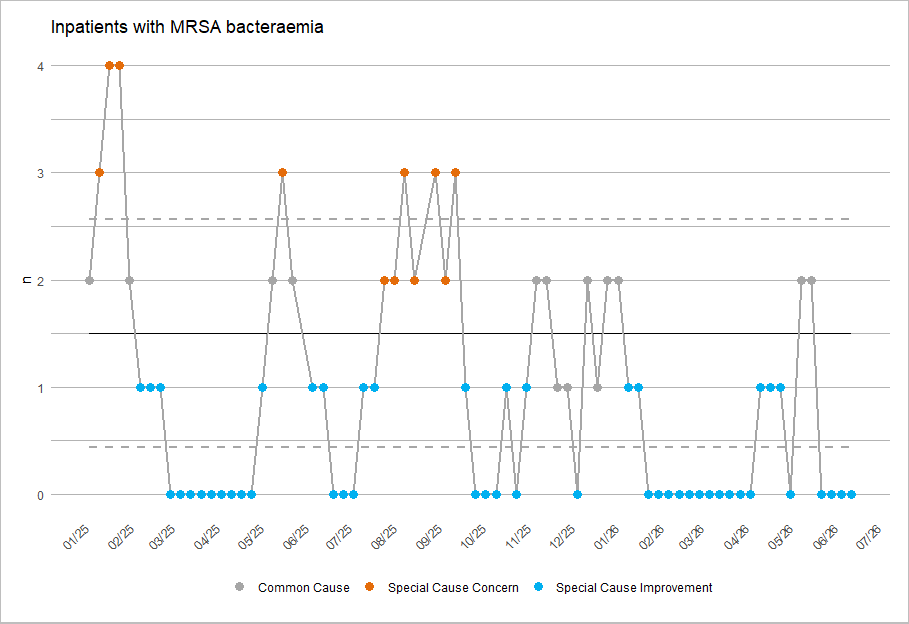 Inpatients with MRSA bacteraemia
4
3
2
1
0
n
01/25 02/25 03/25 04/25 05/25 06/25 07/25 08/25 09/25 10/25 11/25 12/25 01/26 02/26 03/26 04/26 05/26 06/26 07/26
Common Cause Special Cause Concern Special Cause Improvement